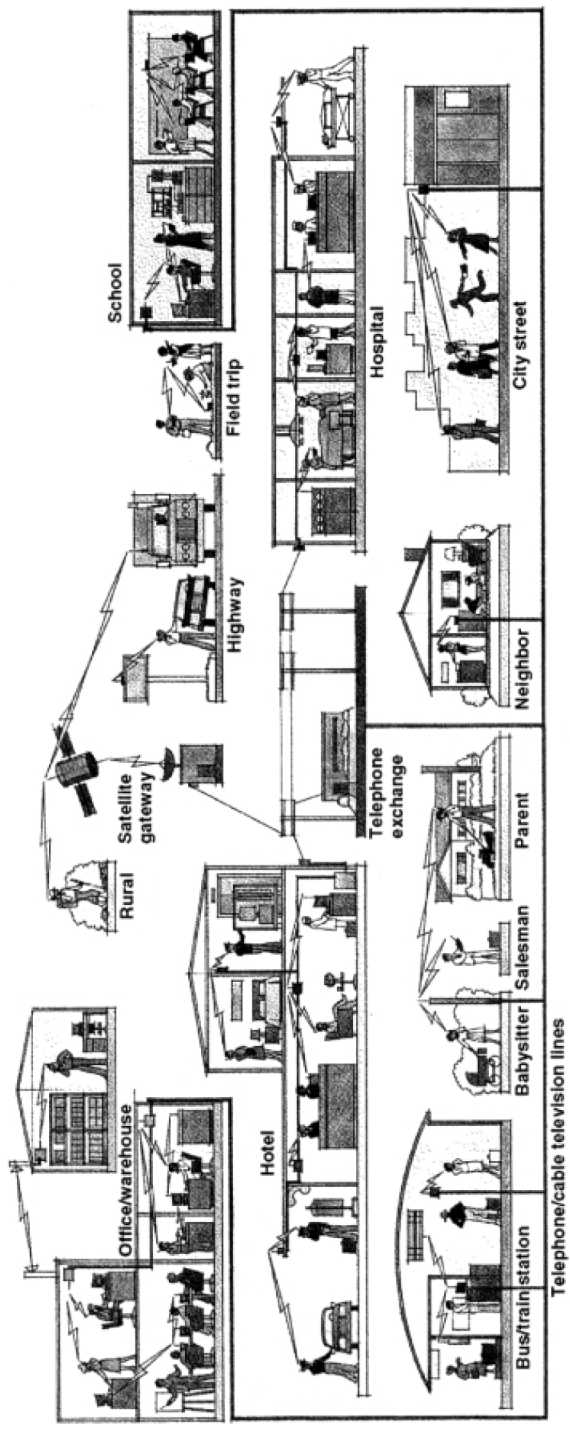 Office/warehouse
Rural
Satellite
gateway
Highway
Field trip
School
Hotel
Telephone
exchange
Hospital
Bus/train station
Babysitter
Salesman
Parent
Neighbor
City street
Telephone/cable television lines